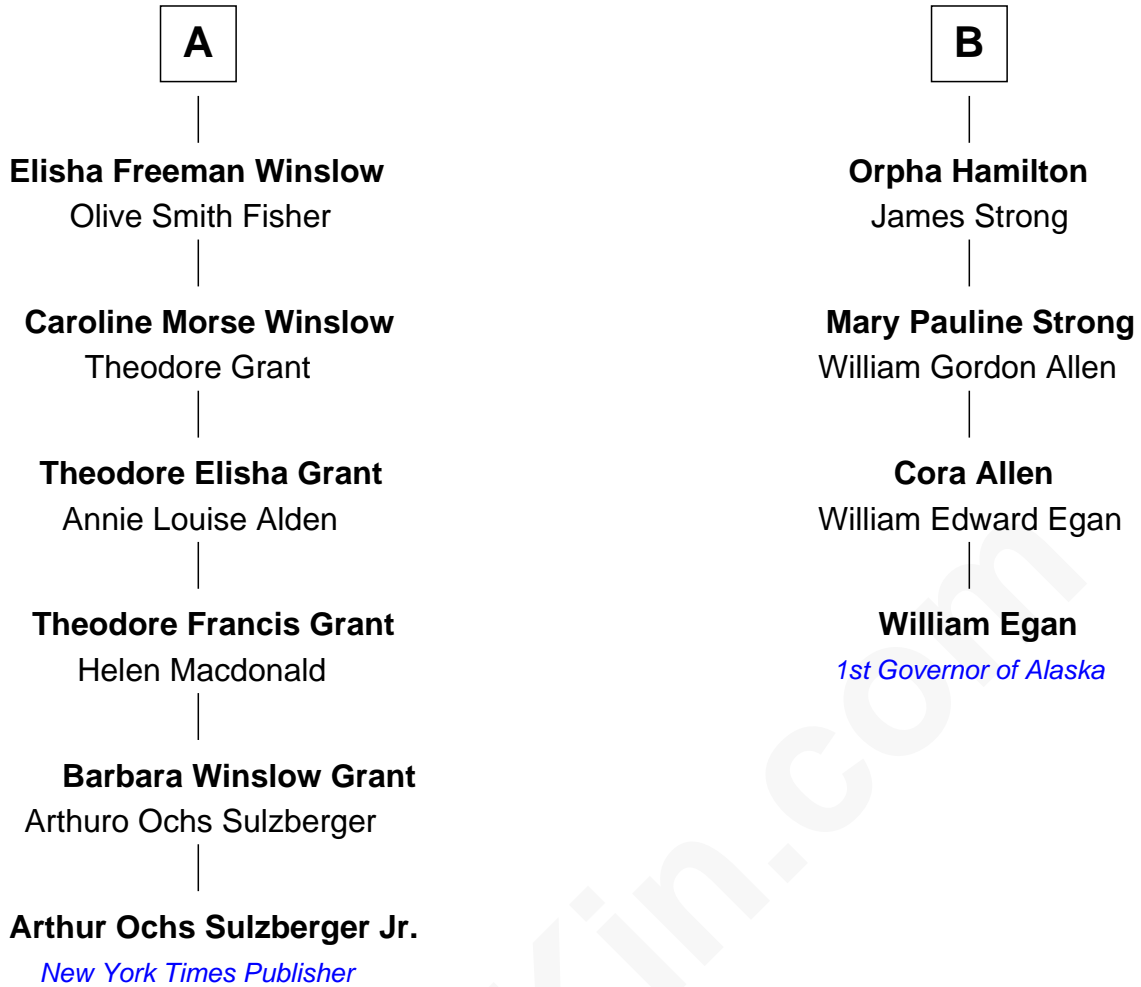 A
Elisha Freeman Winslow
Olive Smith Fisher
Caroline Morse Winslow
Theodore Grant
Theodore Elisha Grant
Annie Louise Alden
Theodore Francis Grant
Helen Macdonald
Barbara Winslow Grant
Arthuro Ochs Sulzberger
Arthur Ochs Sulzberger Jr.
New York Times Publisher
B
Orpha Hamilton
James Strong
Mary Pauline Strong
William Gordon Allen
Cora Allen
William Edward Egan
William Egan
1st Governor of Alaska
Kin.com